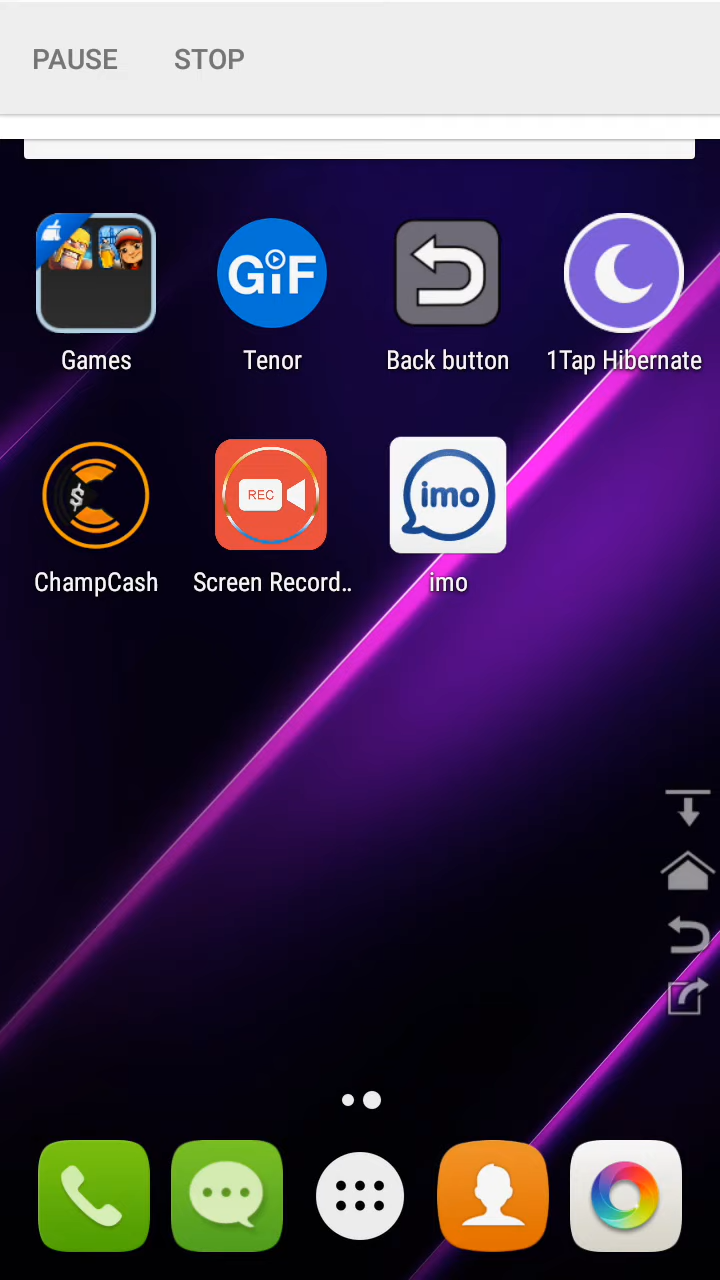 PAUSE STOP
GIF
Games Tenor Back button 1Tap Hibernate
$ REC imo
ChampCash Screen Record.. imo